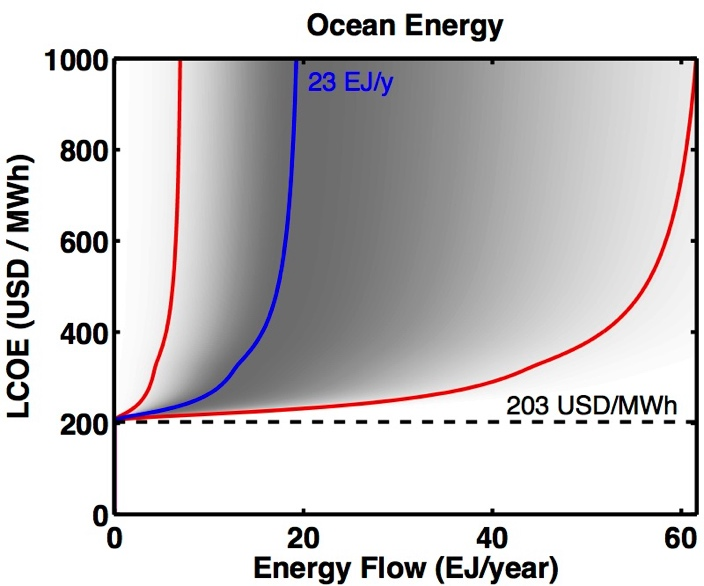 Ocean Energy
LCOE (USD / MWh)
1000
800
600
400
200
0
23 EJ/y
203 USD/MWh
0 20 40 60
Energy Flow (EJ/year)